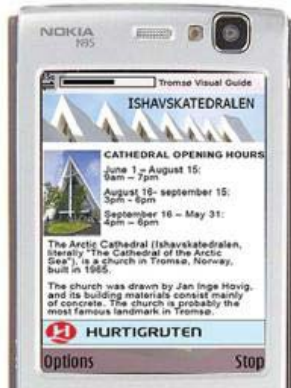 NOKIA
N95
Tromsø Visual Guide
ISHAVSKATEDRALEN
CATHEDRAL OPENING HOURS
June 1 – August 15:
9am – 7pm
August 16- september 15:
3pm – 6pm
September 16 – May 31:
4pm – 6pm
The Arctic Cathedral (Ishavskatedralen,
literally "The Cathedral of the Arctic
Sea"), is a church in Tromsø, Norway,
built in 1965.
The church was drawn by Jan Inge Hovig,
and its building materials consist mainly
of concrete. The church is probably the
most famous landmark in Tromsø.
HURTIGRUTEN
Options
Stop